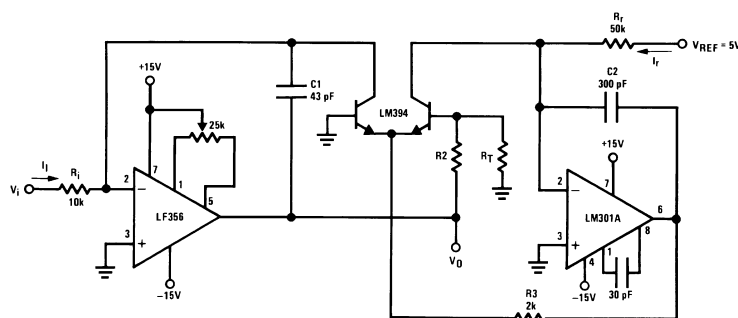 Rr
50k
VREF = 5V
Ir
C1
43 pF
C2
300 pF
+15V
LM394
25k
+15V
R2
RT
Ii
Ri
10k
Vi
7
1
5
2
LF356
3
−15V
VO
7
2
LM301A
6
8
3
4
1
−15V
30 pF
R3
2k